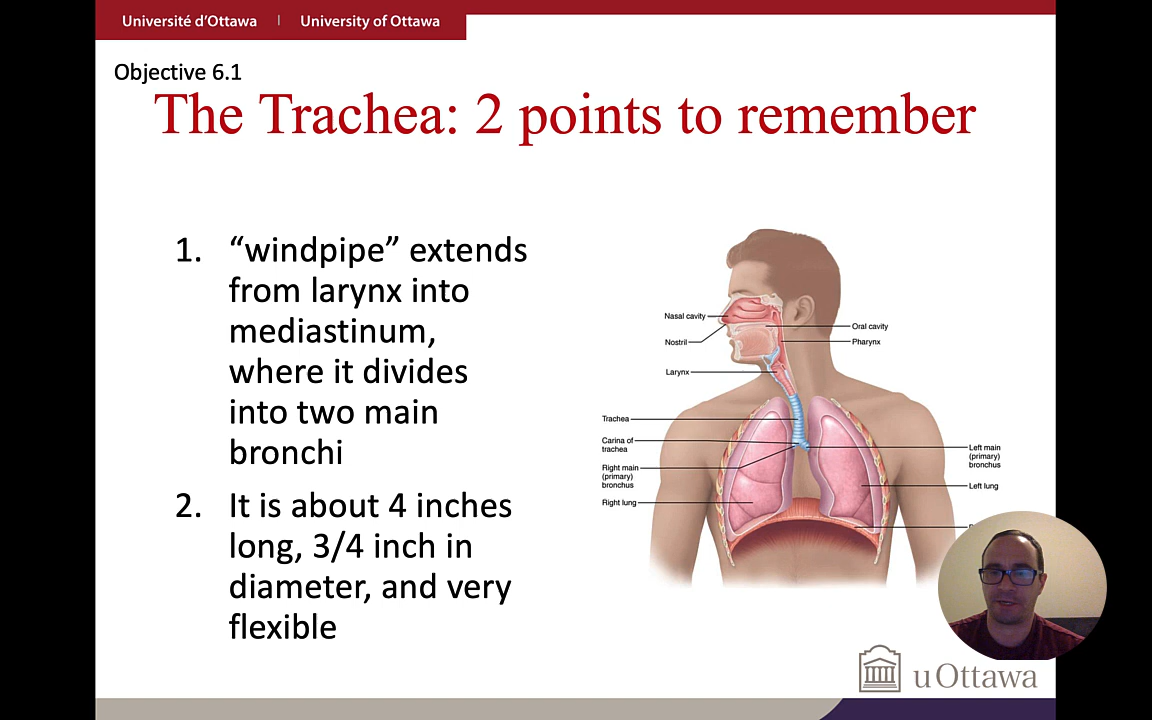 Université d'Ottawa | University of Ottawa
Objective 6.1
The Trachea: 2 points to remember
1. “windpipe” extends
from larynx into
mediastinum,
where it divides
into two main
bronchi
2. It is about 4 inches
long, 3/4 inch in
diameter, and very
flexible
Nasal cavity
Nostril
Larynx
Oral cavity
Pharynx
Trachea
Carina of
trachea
Right main
(primary)
bronchus
Right lung
Left main
(primary)
bronchus
Left lung
uOttawa